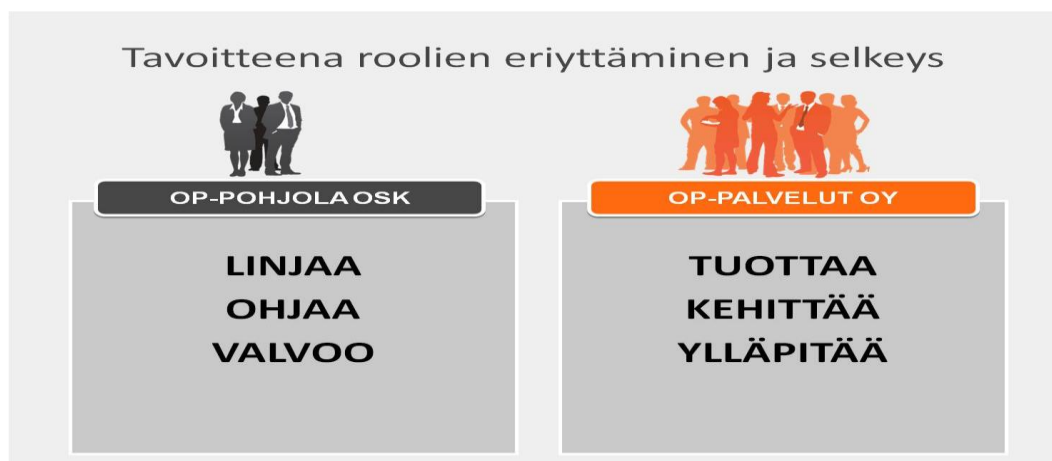 Tavoitteena roolien eriyttäminen ja selkeys
OP-POHJOLA OSK
LINJAA
OHJAA
VALVOO
OP-PALVELUT OY
TUOTTAA
KEHITTÄÄ
YLLÄPITÄÄ